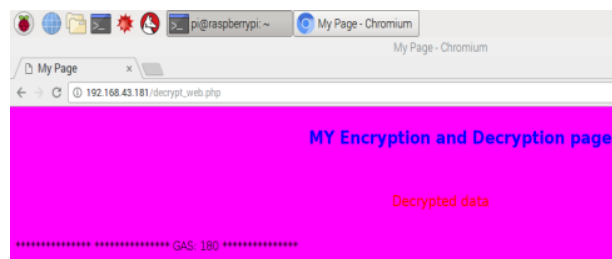 pi@raspberrypi: ~ My Page - Chromium
My Page - Chromium
My Page ×
192.168.43.181/decrypt_web.php
MY Encryption and Decryption page
Decrypted data
*************** *************** GAS: 180 ***************